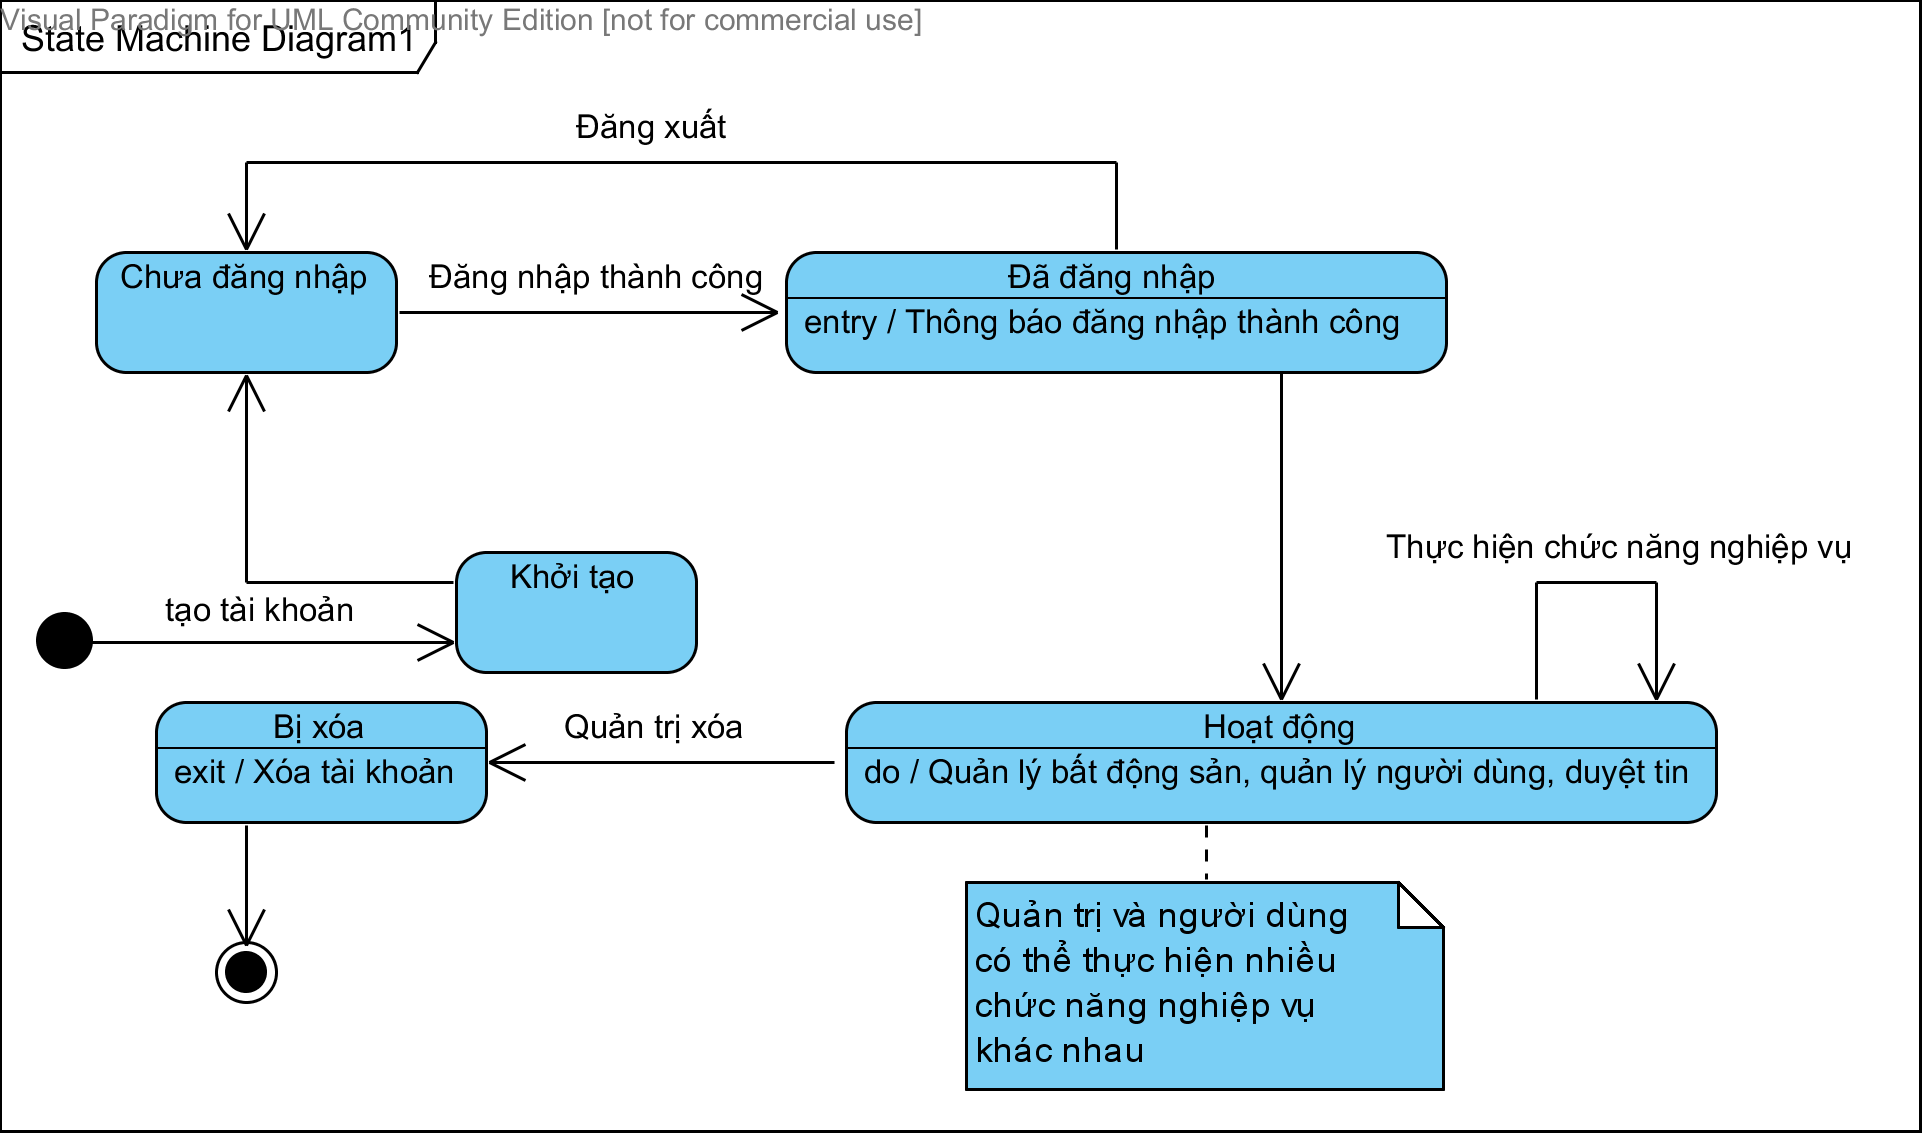 Visual Paradigm for UML Community Edition [not for commercial use]
State Machine Diagram1
Đăng xuất
Chưa đăng nhập
Đăng nhập thành công
Đã đăng nhập
entry / Thông báo đăng nhập thành công
Thực hiện chức năng nghiệp vụ
Khởi tạo
tạo tài khoản
Bị xóa
exit / Xóa tài khoản
Quản trị xóa
Hoạt động
do / Quản lý bất động sản, quản lý người dùng, duyệt tin
Quản trị và người dùng
có thể thực hiện nhiều
chức năng nghiệp vụ
khác nhau